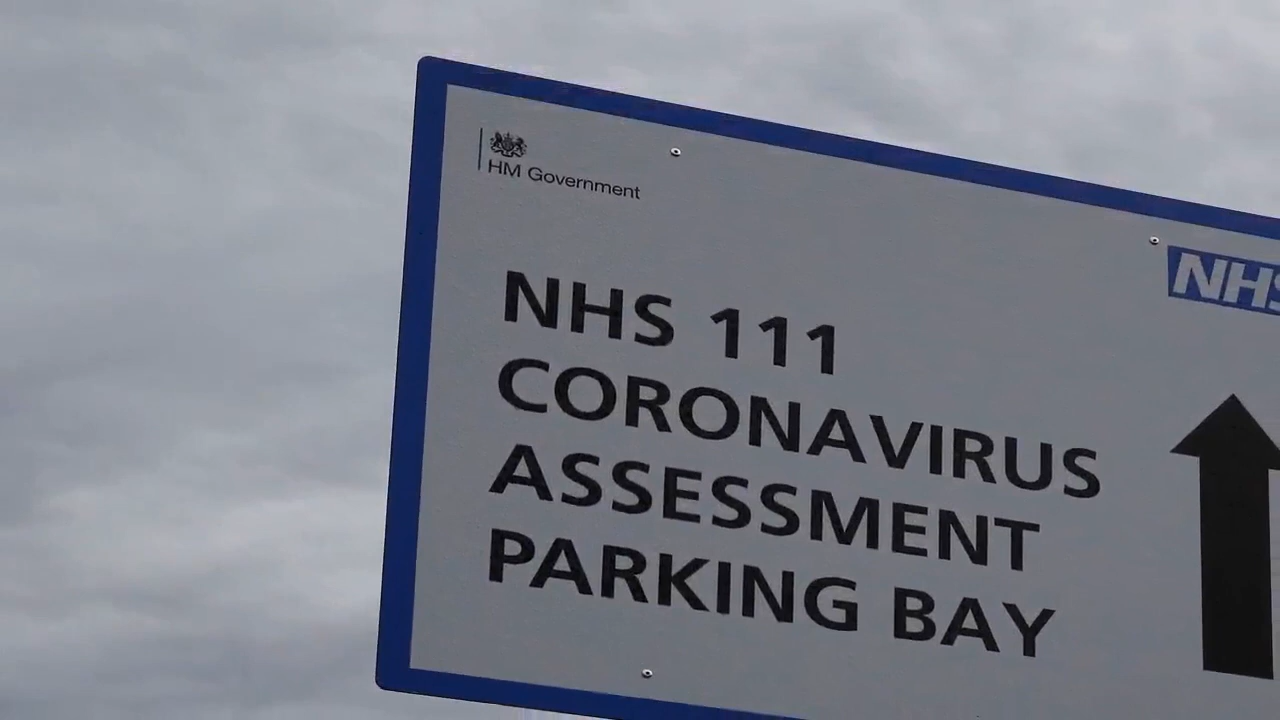 HM Government
NHS
NHS 111
CORONAVIRUS
ASSESSMENT
PARKING BAY